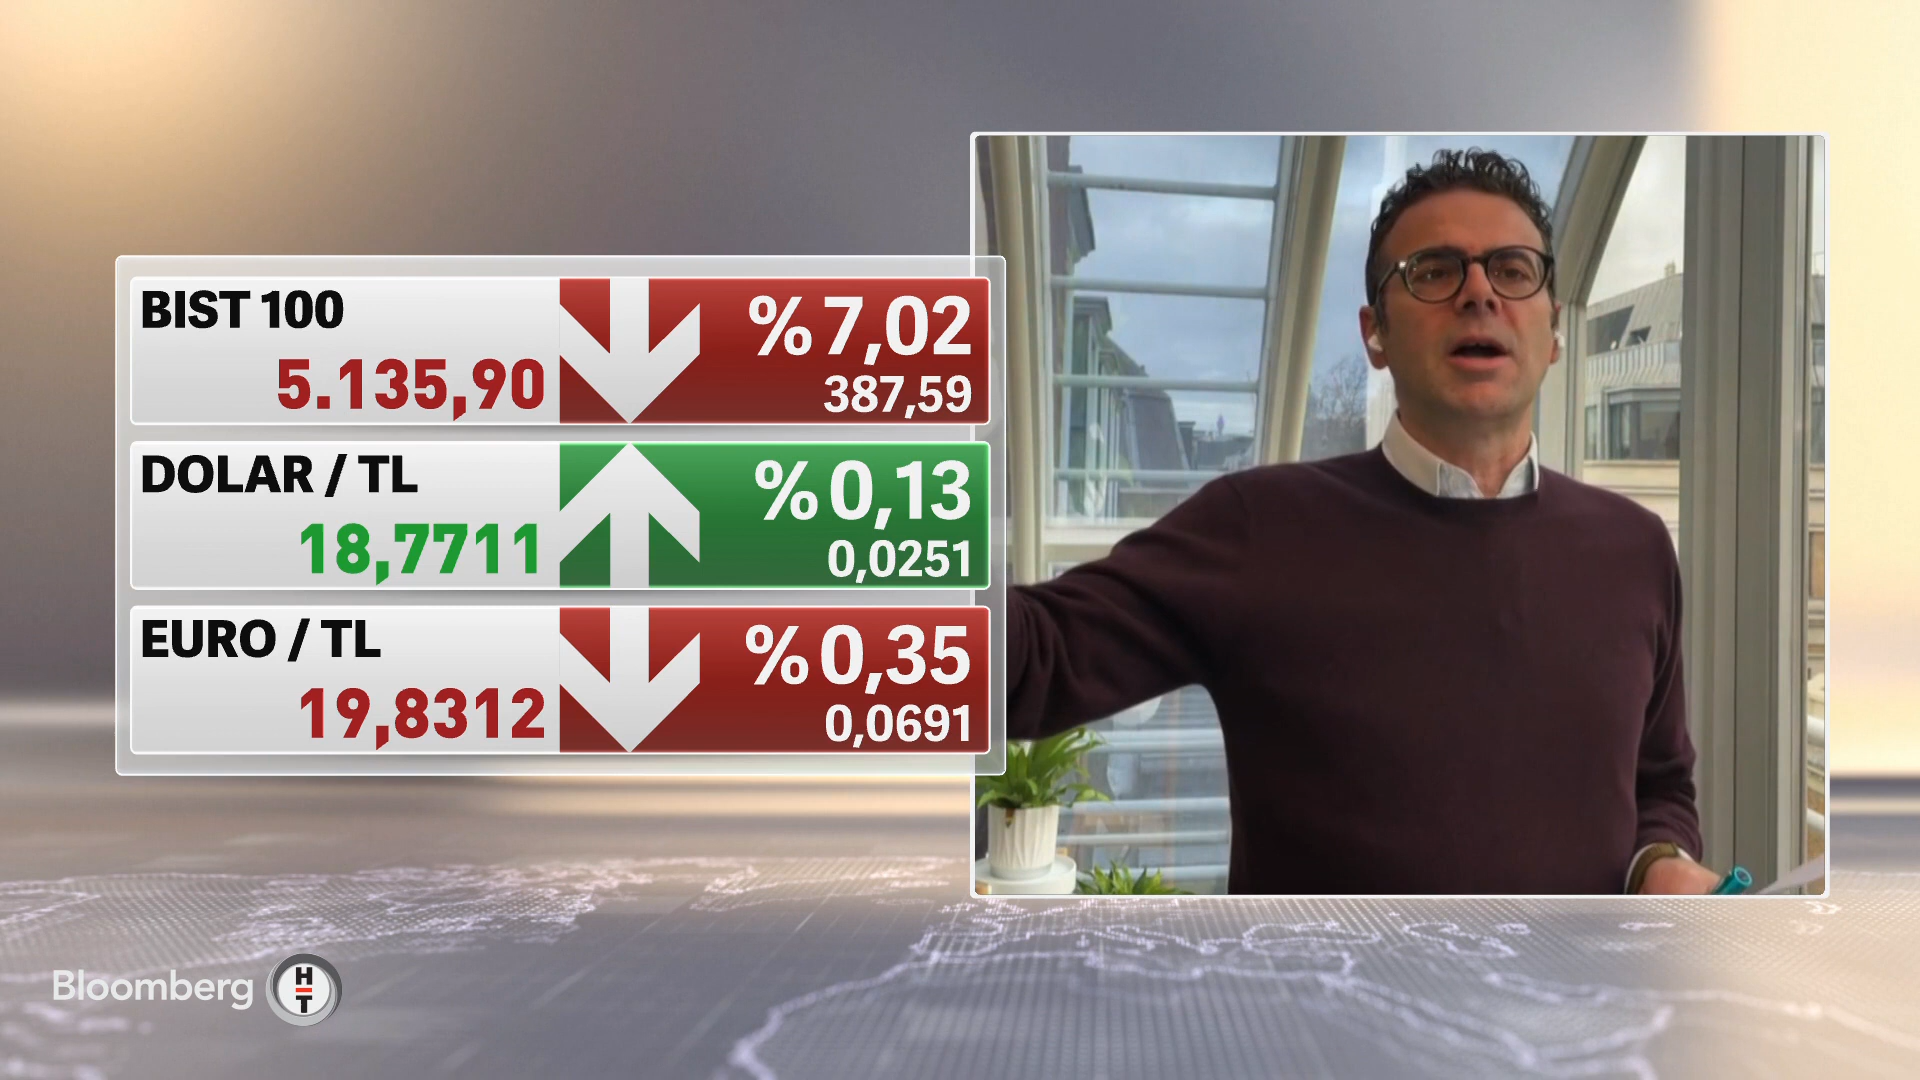 BIST 100
5.135,90
%7,02
387,59
DOLAR / TL
18,7711
%0,13
0,0251
EURO / TL
19,8312
%0,35
0,0691
Bloomberg HT